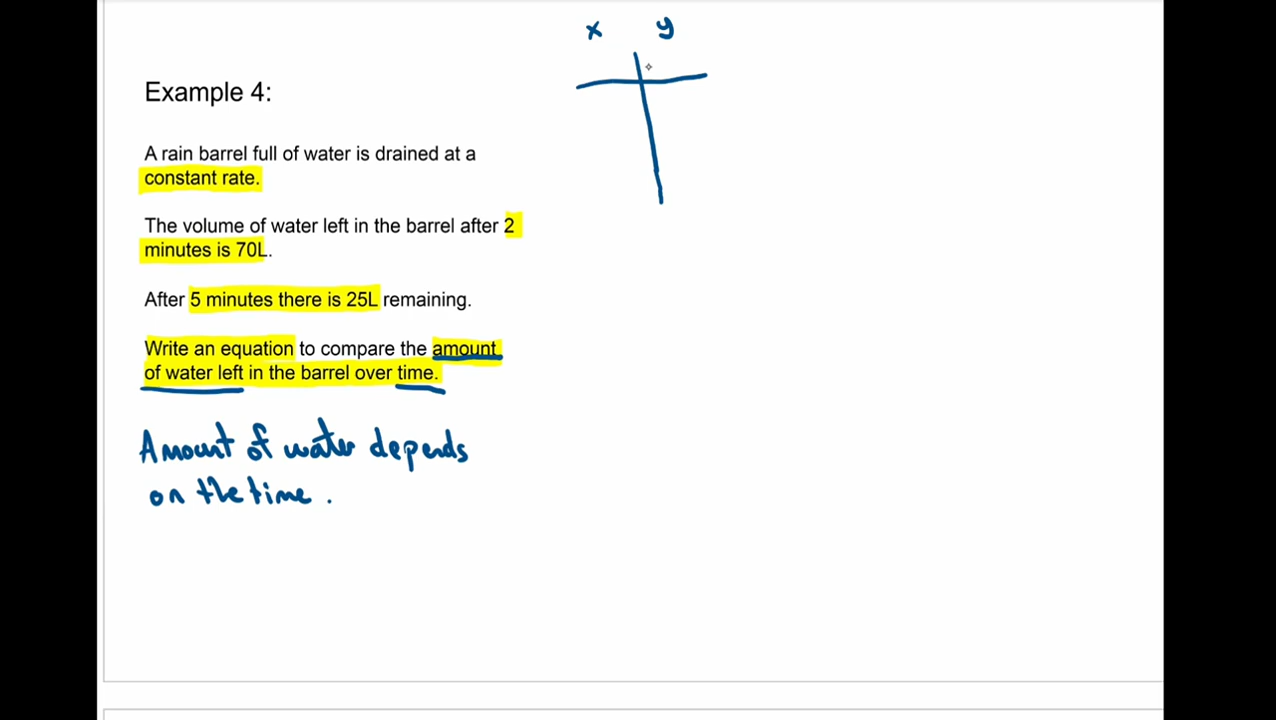 x y
Example 4:
A rain barrel full of water is drained at a
constant rate.
The volume of water left in the barrel after 2
minutes is 70L.
After 5 minutes there is 25L remaining.
Write an equation to compare the amount
of water left in the barrel over time.
Amount of water depends
on the time.